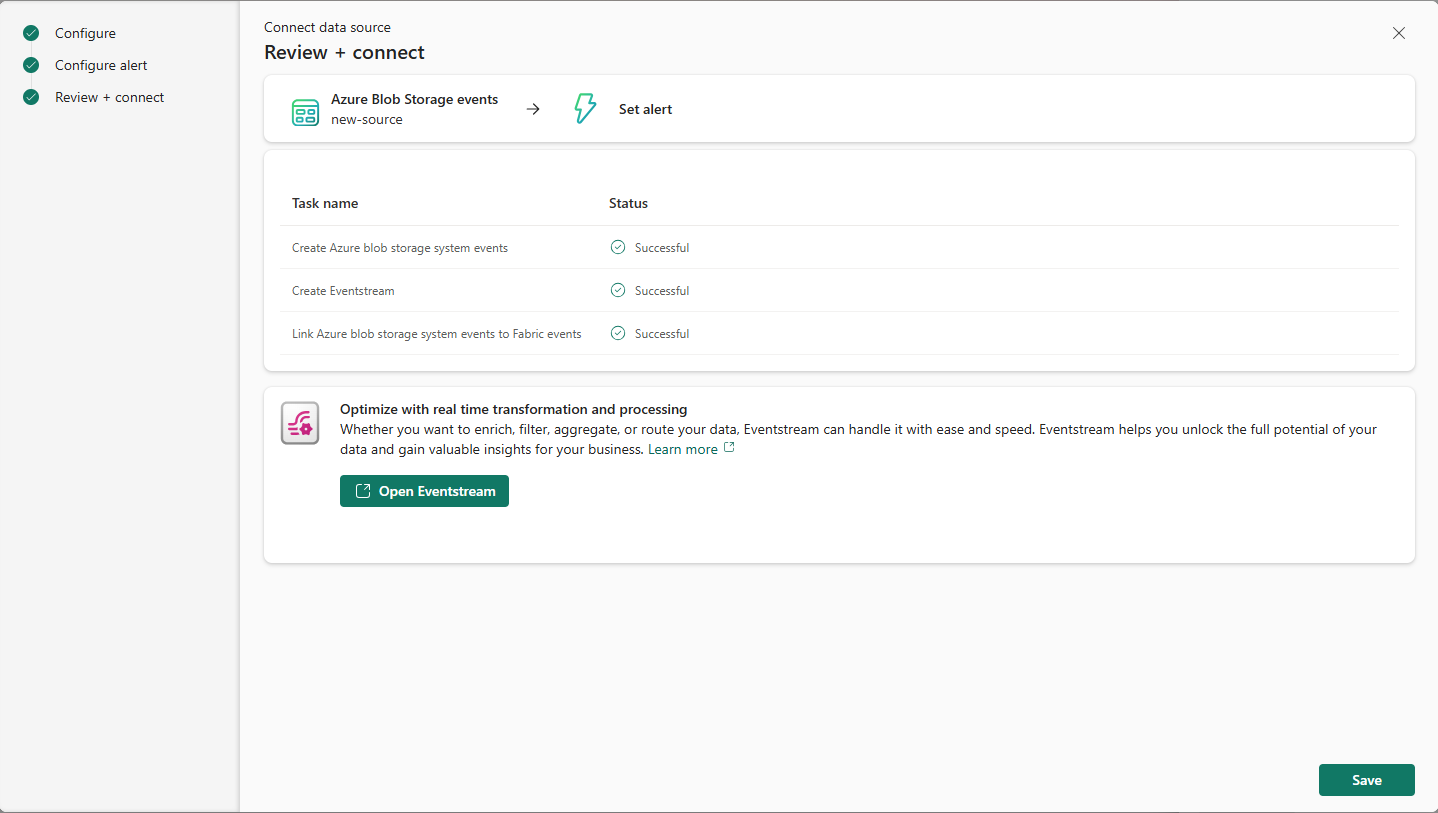 Configure
Configure alert
Review + connect
Connect data source
Review + connect
Azure Blob Storage events
new-source
Set alert
Task name Status
Create Azure blob storage system events Successful
Create Eventstream Successful
Link Azure blob storage system events to Fabric events Successful
Optimize with real time transformation and processing
Whether you want to enrich, filter, aggregate, or route your data, Eventstream can handle it with ease and speed. Eventstream helps you unlock the full potential of your
data and gain valuable insights for your business. Learn more
Open Eventstream
Save